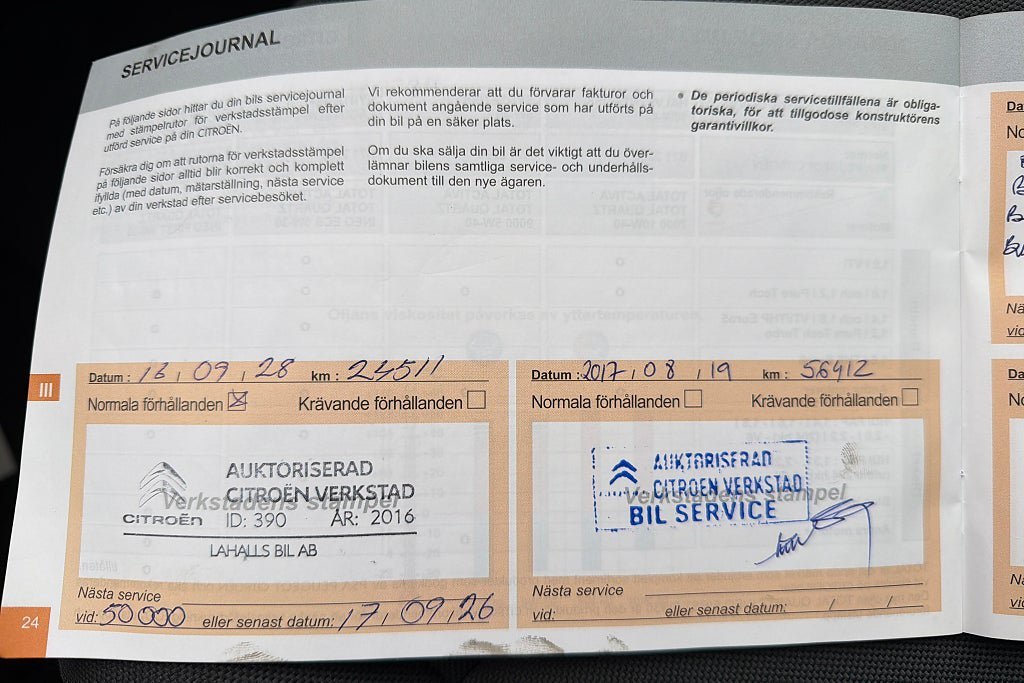 SERVICEJOURNAL
På följande sidor hittar du din bils servicejournal
med stämpelrutor för verkstadsstämpel efter
utförd service på din CITROËN.
Försäkra dig om att rutorna för verkstadsstämpel
på följande sidor alltid blir korrekt och komplett
ifyllda (med datum, mätarställning, nästa service
etc.) av din verkstad efter servicebesöket.
Vi rekommenderar att du förvarar fakturor och
dokument angående service som har utförts på
din bil på en säker plats.
Om du ska sälja din bil är det viktigt att du över-
lämnar bilens samtliga service- och underhålls-
dokument till den nye ägaren.
• De periodiska servicetillfällena är obliga-
toriska, för att tillgodose konstruktörens
garantivillkor.
III
Datum : 16, 09, 28 km : 24511
Normala förhållanden Krävande förhållanden
AUKTORISERAD
CITROËN VERKSTAD
Verkstadens stämpel
CITROËN ID: 390 ÅR: 2016
LAHALLS BIL AB
Nästa service
vid: 50000 eller senast datum: 17, 09, 26
Datum : 2017, 08, 19 km : 56412
Normala förhållanden Krävande förhållanden
AUKTORISERAD
CITROEN VERKSTAD
Verkstadens stämpel
BIL SERVICE
Nästa service
vid: eller senast datum: / /
24